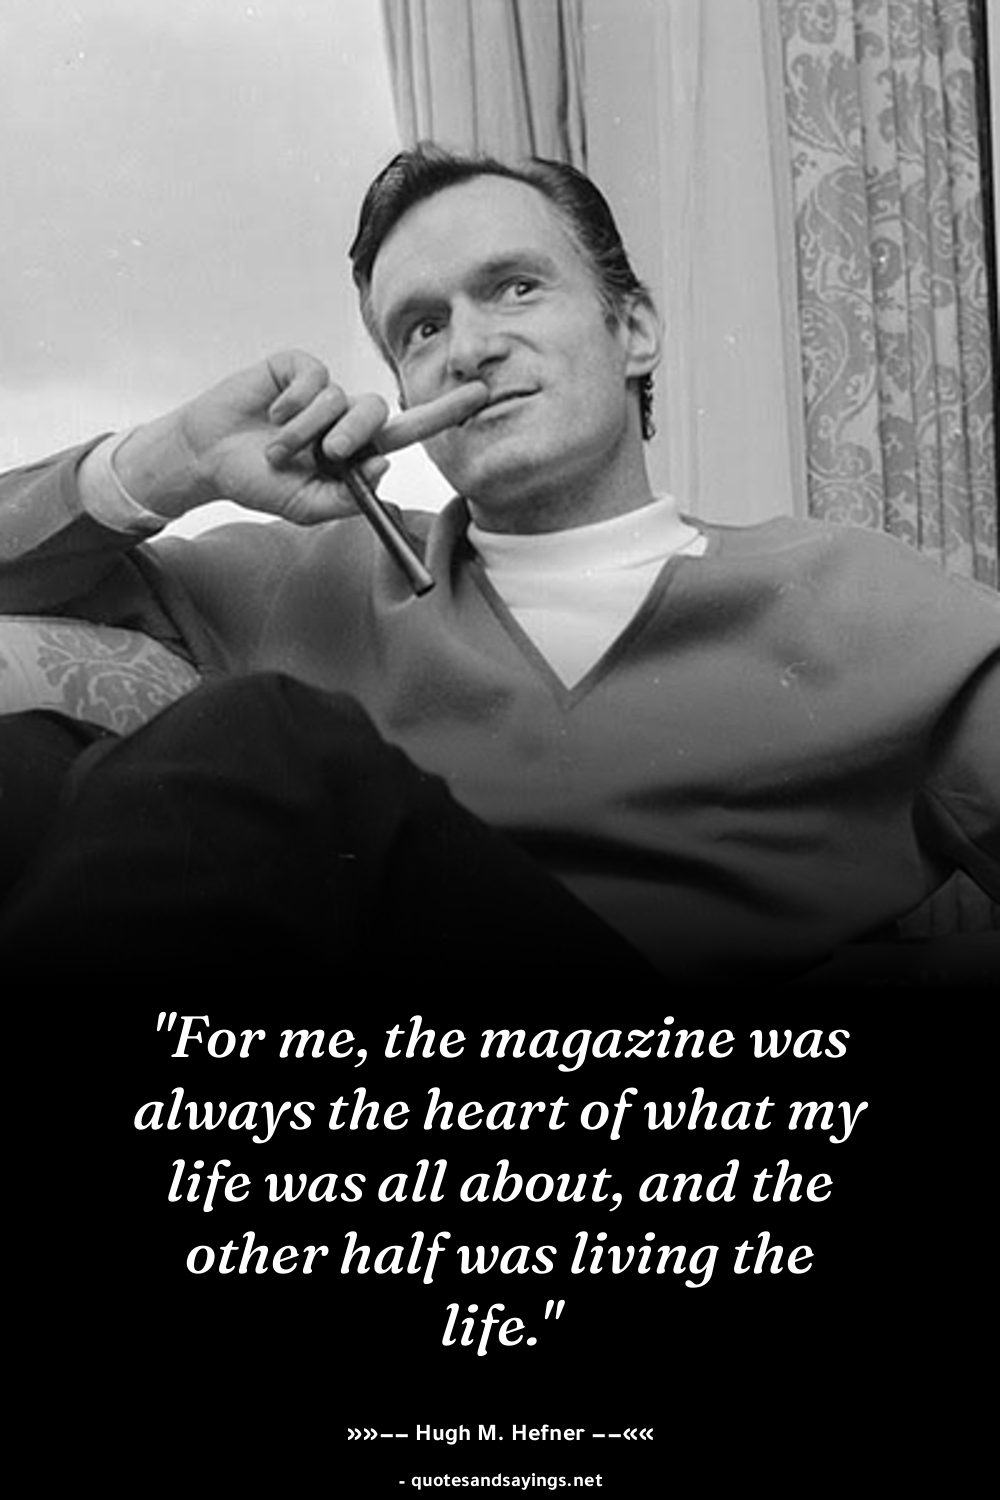 "For me, the magazine was
always the heart of what my
life was all about, and the
other half was living the
life."
»»–– Hugh M. Hefner ––««
- quotesandsayings.net